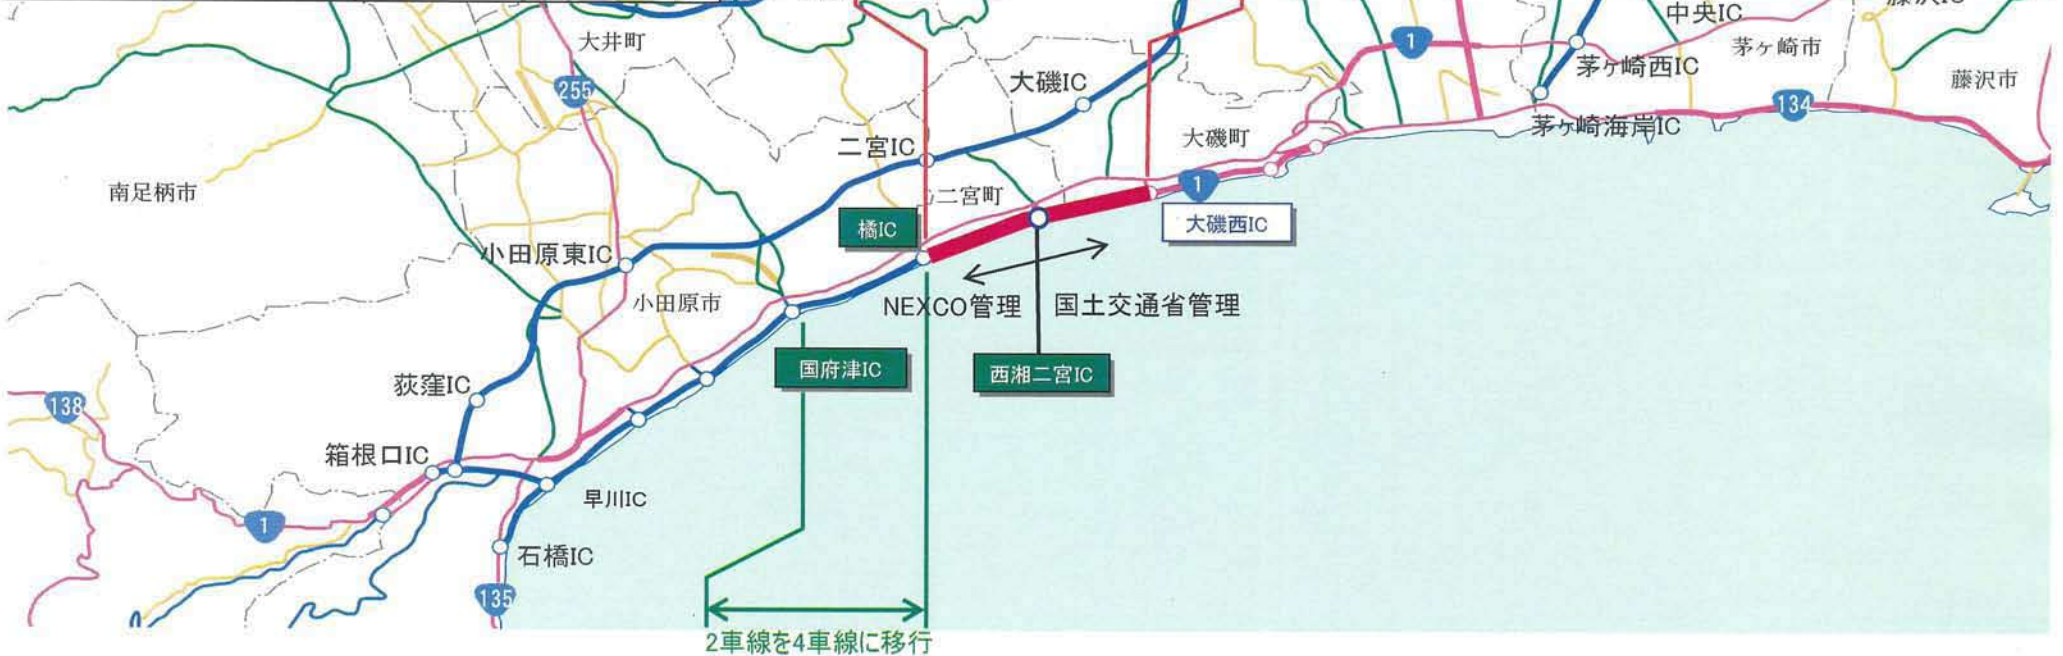 中央IC
藤沢IC
大井町
1
茅ヶ崎市
茅ヶ崎西IC
藤沢市
255
大磯IC
134
茅ヶ崎海岸IC
大磯町
二宮IC
南足柄市
二宮町
1
橘IC
大磯西IC
小田原東IC
小田原市
NEXCO管理
国土交通省管理
国府津IC
西湘二宮IC
荻窪IC
138
箱根口IC
早川IC
1
石橋IC
135
2車線を4車線に移行